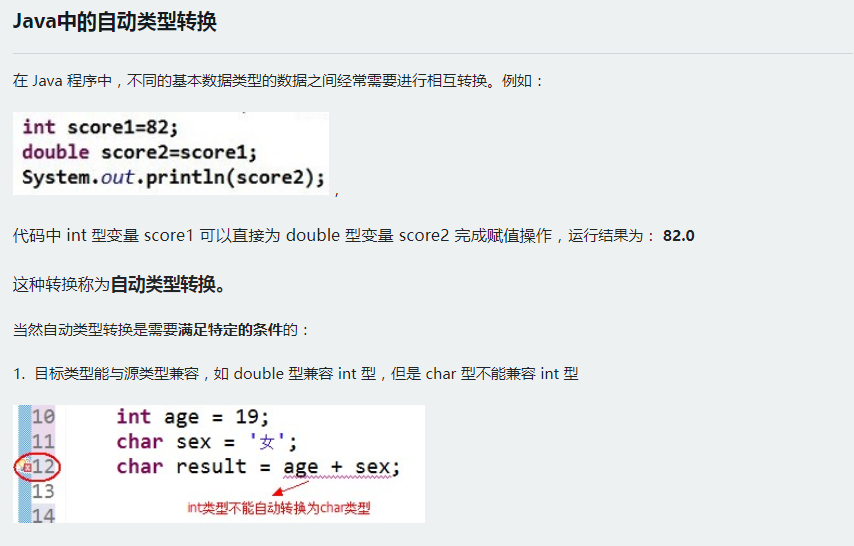 Java中的自动类型转换
在 Java 程序中，不同的基本数据类型的数据之间经常需要进行相互转换。例如：
int score1=82;
double score2=score1;
System.out.println(score2);
，
代码中 int 型变量 score1 可以直接为 double 型变量 score2 完成赋值操作，运行结果为： 82.0
这种转换称为自动类型转换。
当然自动类型转换是需要满足特定的条件的：
1. 目标类型能与源类型兼容，如 double 型兼容 int 型，但是 char 型不能兼容 int 型
10 int age = 19;
11 char sex = '女';
12 char result = age + sex;
13
int类型不能自动转换为char类型
14